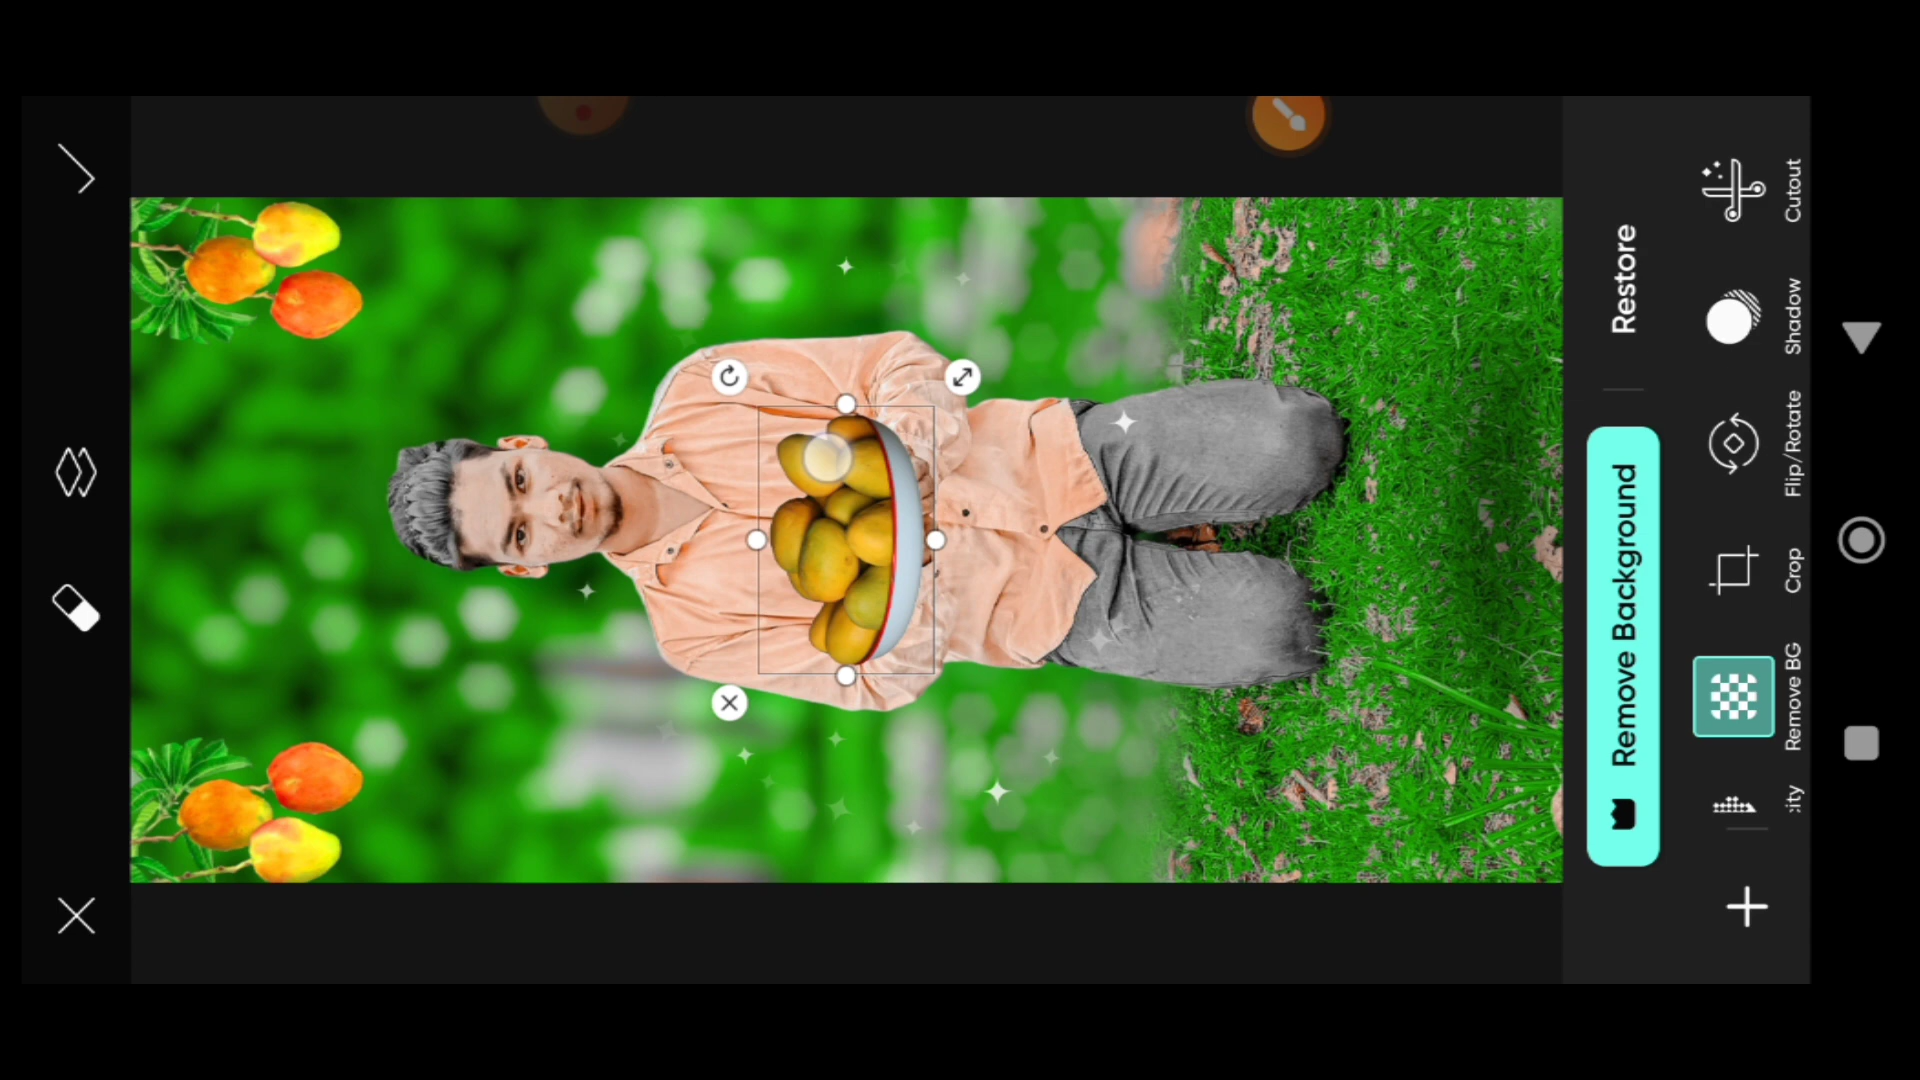 Restore
Remove Background
Cutout
Shadow
Flip/Rotate
Crop
Remove BG
:ity